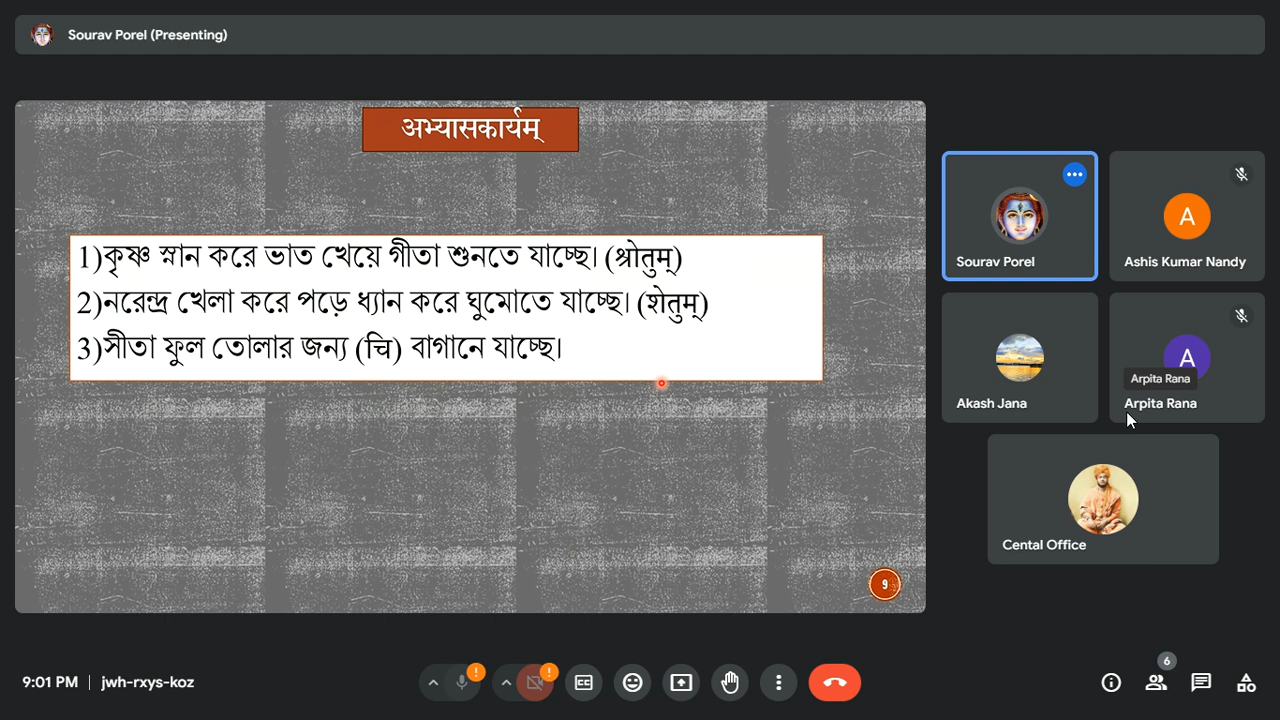 Sourav Porel (Presenting)
अभ्यासकार्यम्
1)কৃষ্ণ স্নান করে ভাত খেয়ে গীতা শুনতে যাচ্ছে। (श्रोतुम्)
2)নরেন্দ্র খেলা করে পড়ে ধ্যান করে ঘুমোতে যাচ্ছে। (शेतुम्)
3)সীতা ফুল তোলার জন্য (चि) বাগানে যাচ্ছে।
9
Sourav Porel
A
Ashis Kumar Nandy
Akash Jana
A
Arpita Rana
Arpita Rana
Cental Office
9:01 PM | jwh-rxys-koz
6